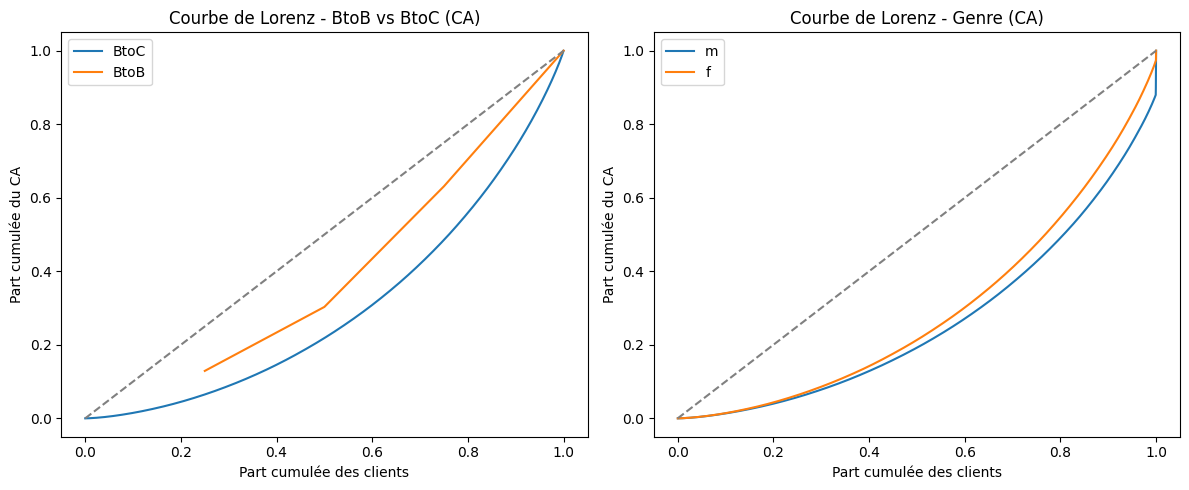 Courbe de Lorenz - BtoB vs BtoC (CA)
BtoC
BtoB
1.0
0.8
0.6
0.4
0.2
0.0
Part cumulée du CA
0.0 0.2 0.4 0.6 0.8 1.0
Part cumulée des clients
Courbe de Lorenz - Genre (CA)
m
f
1.0
0.8
0.6
0.4
0.2
0.0
Part cumulée du CA
0.0 0.2 0.4 0.6 0.8 1.0
Part cumulée des clients